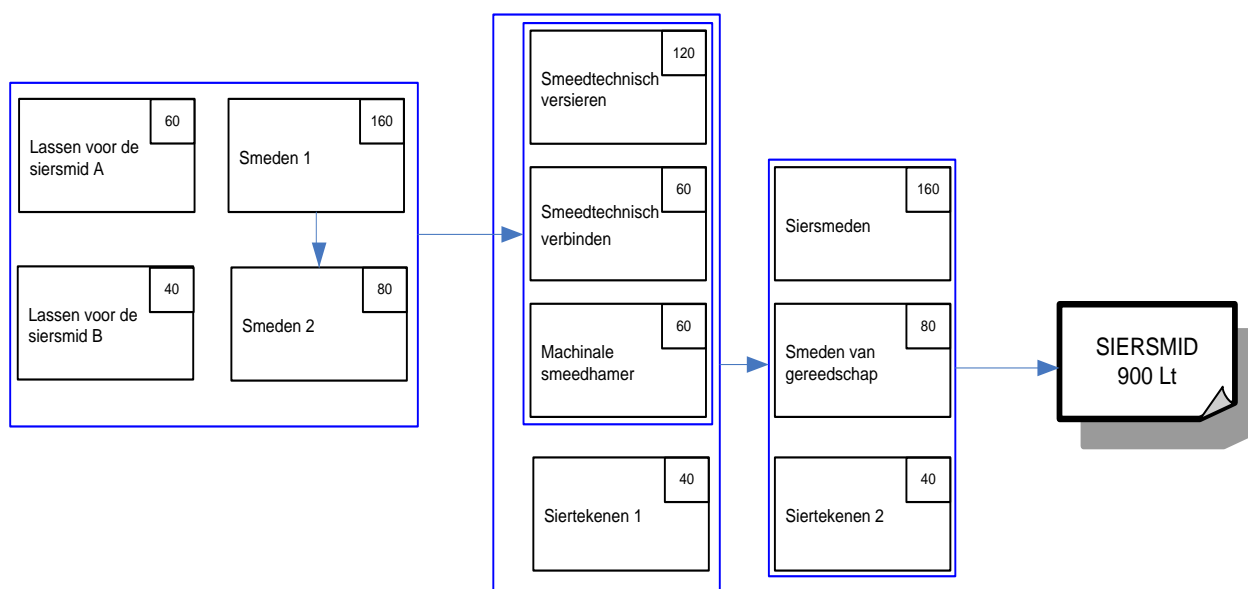 60
Lassen voor de
siersmid A
160
Smeden 1
40
Lassen voor de
siersmid B
80
Smeden 2
120
Smeedtechnisch
versieren
60
Smeedtechnisch
verbinden
60
Machinale
smeedhamer
40
Siertekenen 1
160
Siersmeden
80
Smeden van
gereedschap
40
Siertekenen 2
SIERSMID
900 Lt